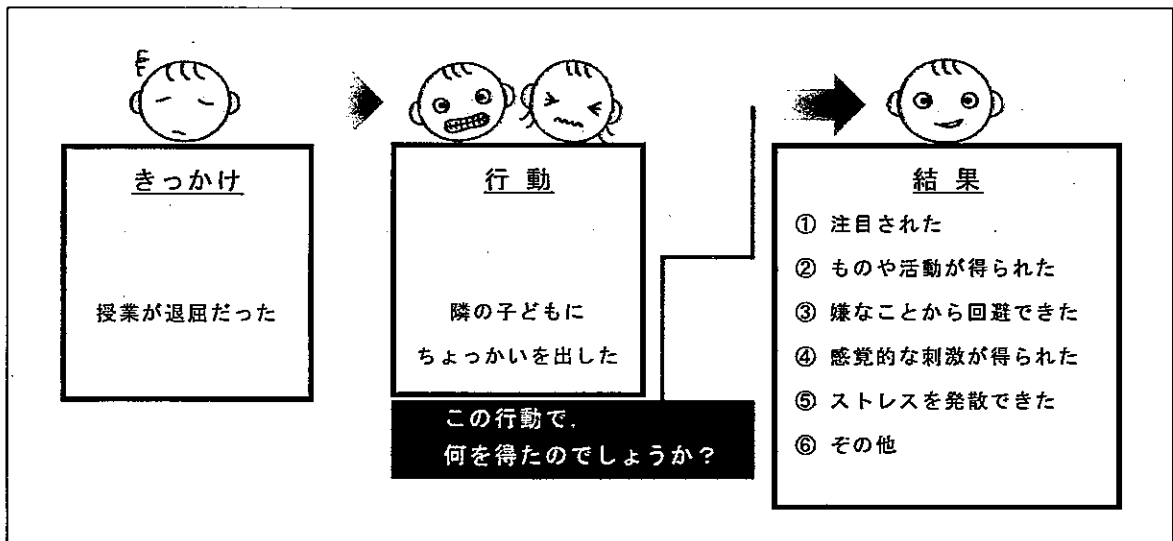 きっかけ
授業が退屈だった
行動
隣の子どもに
ちょっかいを出した
この行動で,
何を得たのでしょうか？
結果
① 注目された
② ものや活動が得られた
③ 嫌なことから回避できた
④ 感覚的な刺激が得られた
⑤ ストレスを発散できた
⑥ その他